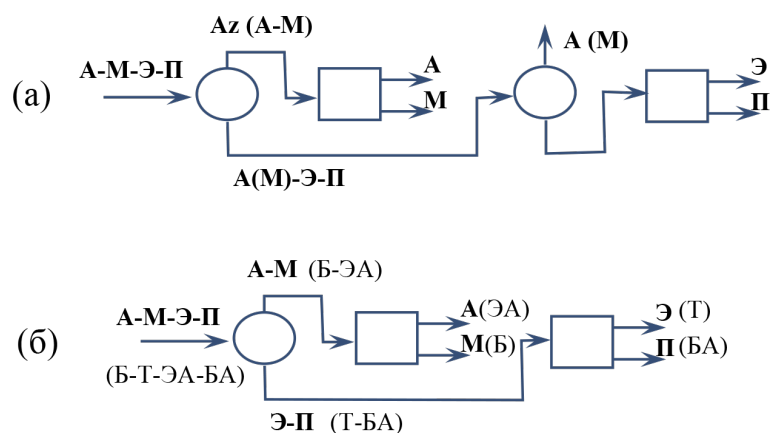 Az (А-М)
А (М)
А-М-Э-П
А
М
Э
П
(а)
А(М)-Э-П
А-М (Б-ЭА)
А-М-Э-П
А(ЭА)
М(Б)
Э (Т)
П (БА)
(б)
(Б-Т-ЭА-БА)
Э-П (Т-БА)